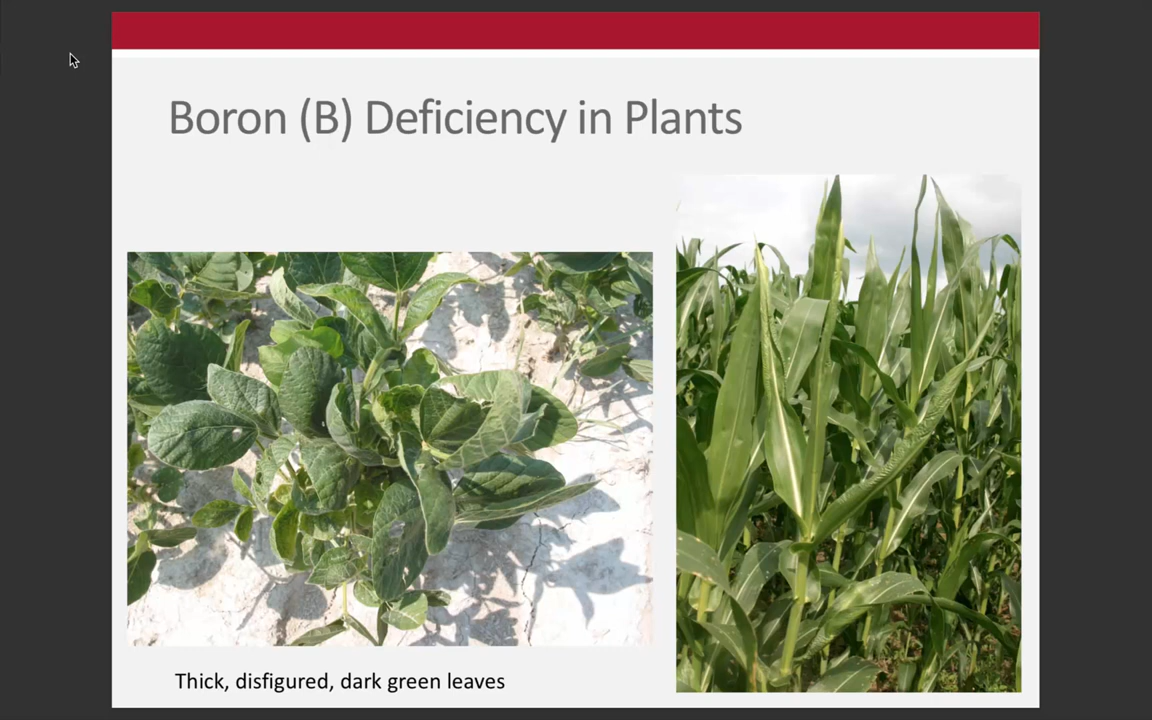 Boron (B) Deficiency in Plants
Thick, disfigured, dark green leaves